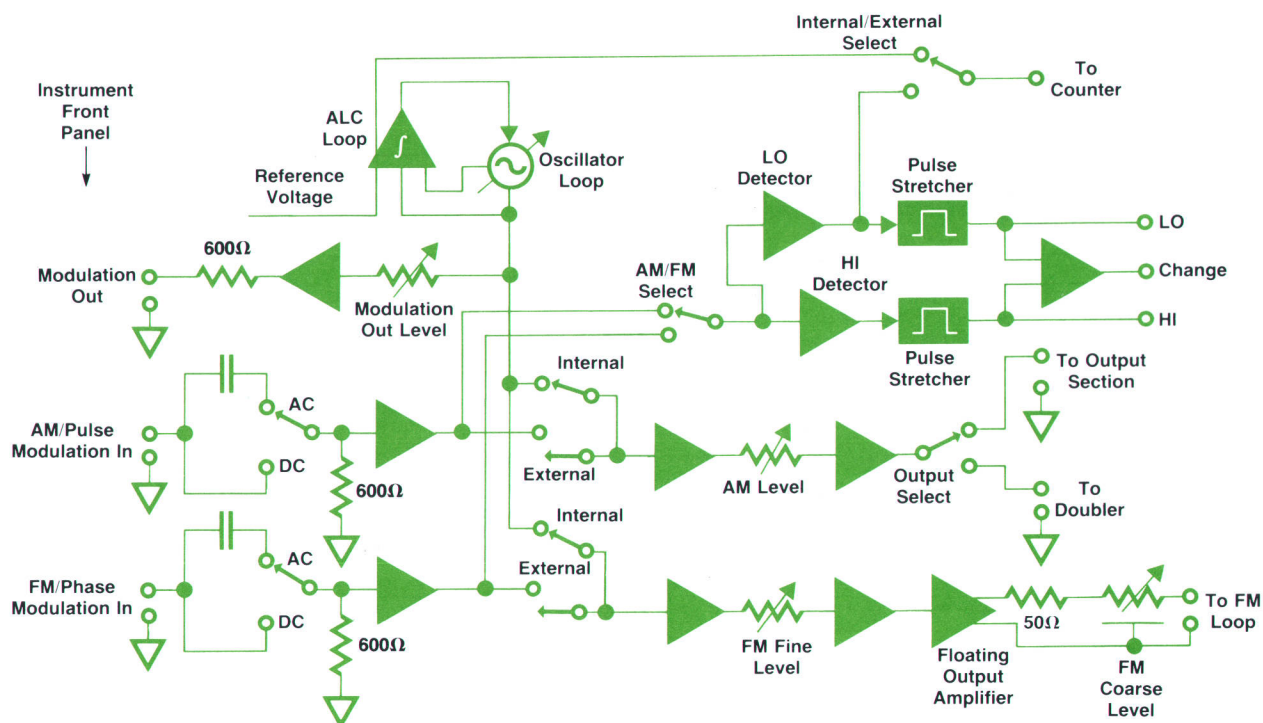 Internal/External
Select
To
Counter
Instrument
Front
Panel
ALC
Loop
∫
Oscillator
Loop
Reference
Voltage
LO
Detector
Pulse
Stretcher
LO
600Ω
Modulation
Out
Modulation
Out Level
AM/FM
Select
HI
Detector
Change
HI
Pulse
Stretcher
To Output
Section
Internal
AC
AM/Pulse
Modulation In
DC
600Ω
External
AM Level
Output
Select
To
Doubler
Internal
AC
External
FM/Phase
Modulation In
DC
600Ω
FM Fine
Level
Floating
Output
Amplifier
50Ω
To FM
Loop
FM
Coarse
Level